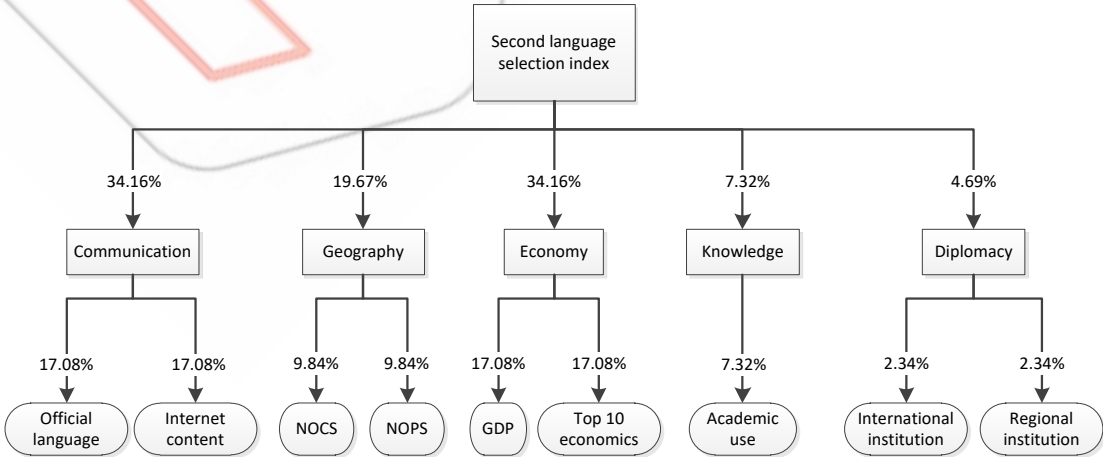 Second language
selection index
34.16%
19.67%
34.16%
7.32%
4.69%
Communication
Geography
Economy
Knowledge
Diplomacy
17.08%
17.08%
9.84%
9.84%
17.08%
17.08%
7.32%
2.34%
2.34%
Official
language
Internet
content
NOCS
NOPS
GDP
Top 10
economics
Academic
use
International
institution
Regional
institution